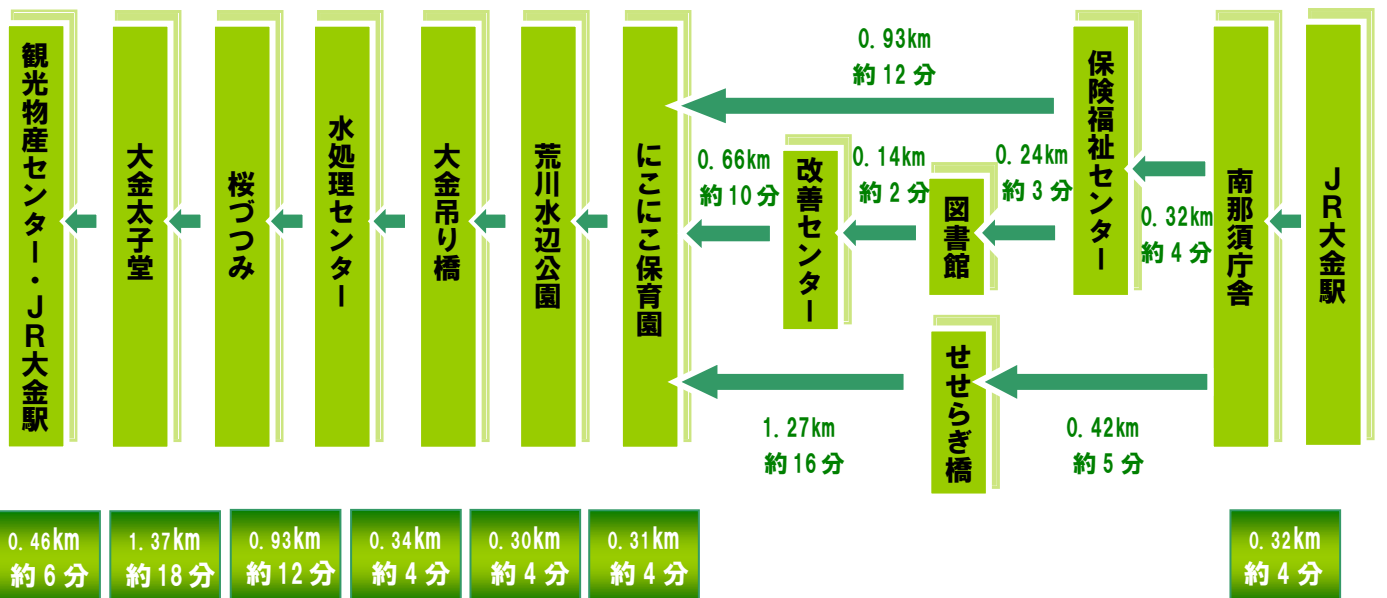 JR大金駅
南那須庁舎
0.32km
約4分
保険福祉センター
0.93km
約12分
0.24km
約3分
図書館
0.14km
約2分
改善センター
0.66km
約10分
0.42km
約5分
せせらぎ橋
1.27km
約16分
にこにこ保育園
荒川水辺公園
大金吊り橋
水処理センター
桜づつみ
大金太子堂
観光物産センター・JR大金駅
0.46km
約6分
1.37km
約18分
0.93km
約12分
0.34km
約4分
0.30km
約4分
0.31km
約4分
0.32km
約4分